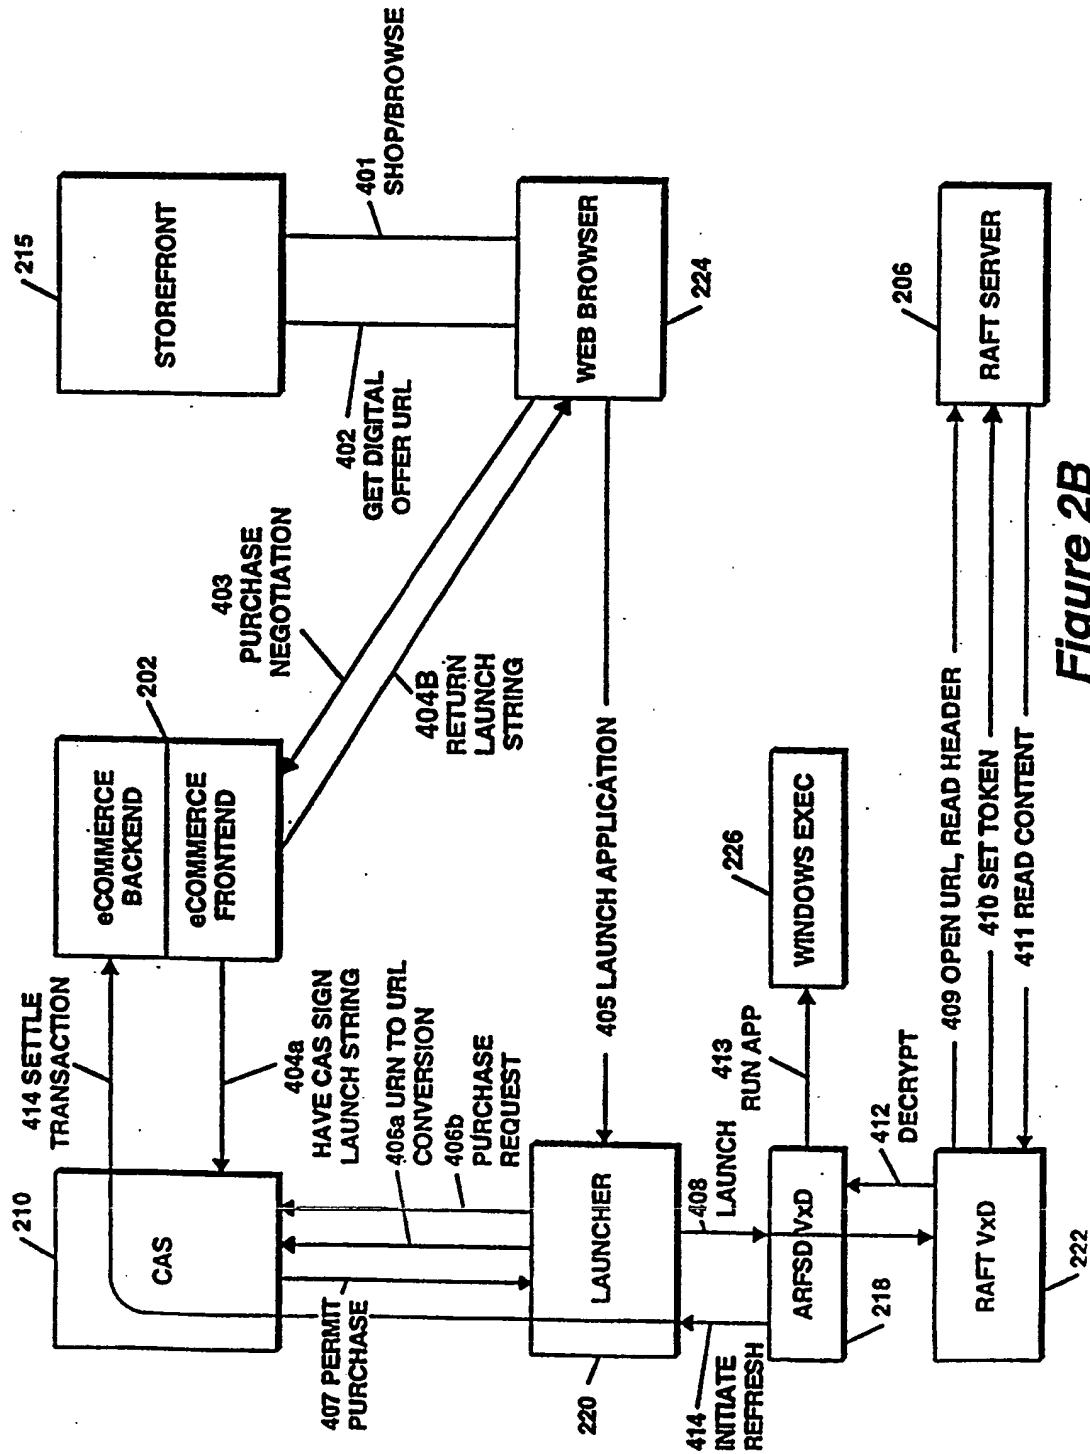 414 SETTLE
TRANSACTION
eCOMMERCE
BACKEND
202
eCOMMERCE
FRONTEND
403
PURCHASE
NEGOTIATION
404B
RETURN
LAUNCH
STRING
215
STOREFRONT
402
GET DIGITAL
OFFER URL
401
SHOP/BROWSE
WEB BROWSER
224
210
CAS
404a
HAVE CAS SIGN
LAUNCH STRING
406a URN TO URL
CONVERSION
406b
PURCHASE
REQUEST
407 PERMIT
PURCHASE
405 LAUNCH APPLICATION
LAUNCHER
220
408
LAUNCH
414
INITIATE
REFRESH
ARFSD VxD
218
413
RUN APP
226
WINDOWS EXEC
412
DECRYPT
RAFT VxD
222
409 OPEN URL, READ HEADER
410 SET TOKEN
411 READ CONTENT
206
RAFT SERVER
Figure 2B